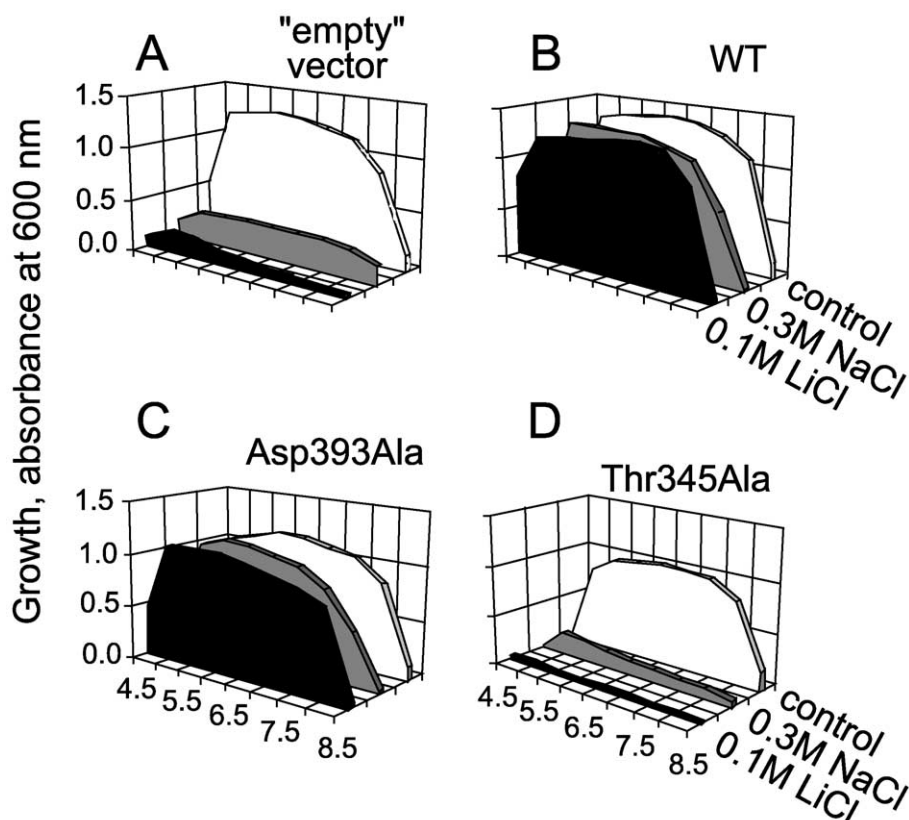 A
"empty"
vector
B
WT
1.5
1.0
0.5
0.0
control
0.3M NaCl
0.1M LiCl
Growth, absorbance at 600 nm
C
Asp393Ala
D
Thr345Ala
1.5
1.0
0.5
0.0
4.5
5.5
6.5
7.5
8.5
4.5
5.5
6.5
7.5
8.5
control
0.3M NaCl
0.1M LiCl